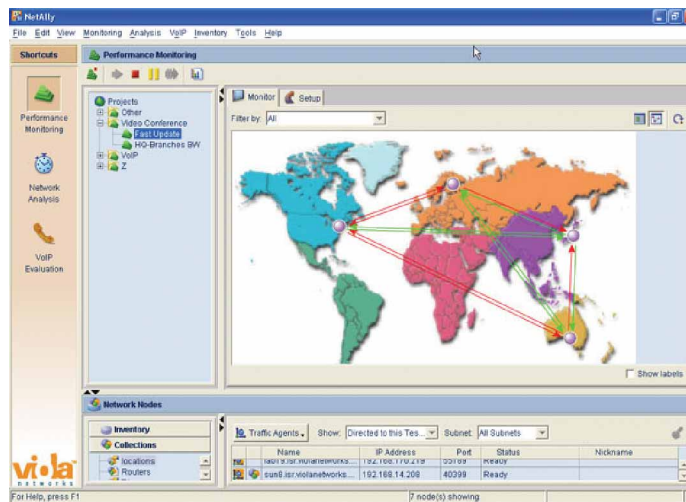 NetAlly
File Edit View Monitoring Analysis VoIP Inventory Tools Help
Shortcuts
Performance Monitoring
Performance
Monitoring
Network
Analysis
VoIP
Evaluation
Projects
Other
Video Conference
Fast Update
HQ-Branches BW
VoIP
Z
Monitor Setup
Filter by: All
Show labels
Network Nodes
Inventory
Collections
locations
Routers
Traffic Agents Show: Directed to this Tes... Subnet: All Subnets
Name IP Address Port Status Nickname
192.168.170.219 Ready
sun8.isr.violanetworks.... 192.168.14.208 40399 Ready
viola
networks
For Help, press F1 7 node(s) showing